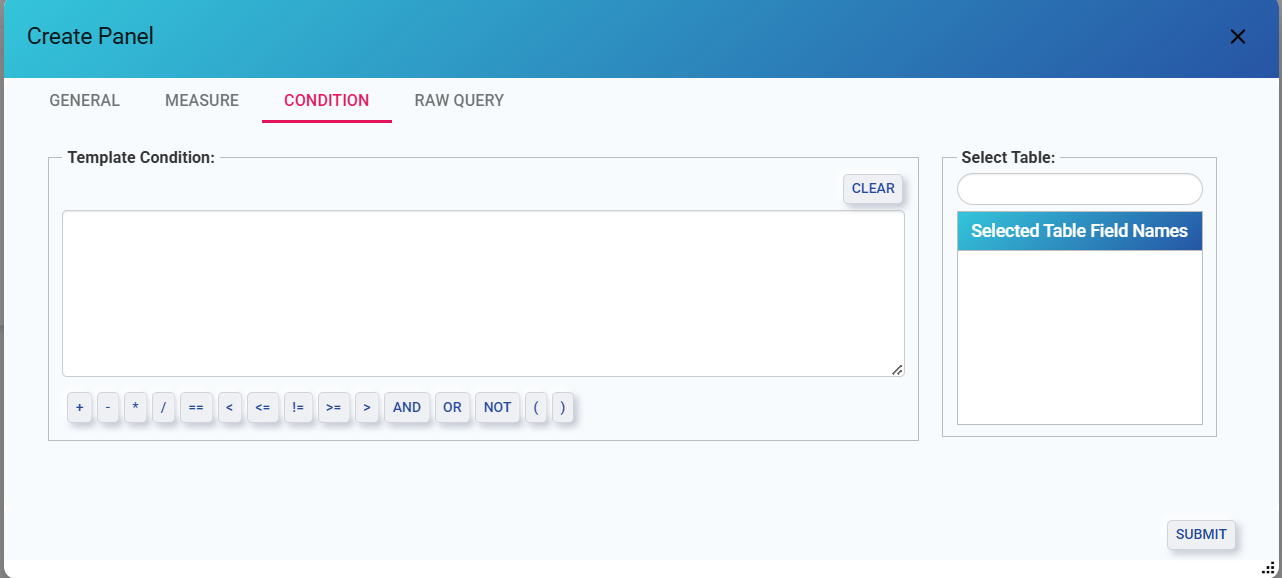 Create Panel
GENERAL MEASURE CONDITION RAW QUERY
Template Condition:
CLEAR
+ - * / == < <= != >= > AND OR NOT ( )
Select Table:
Selected Table Field Names
SUBMIT